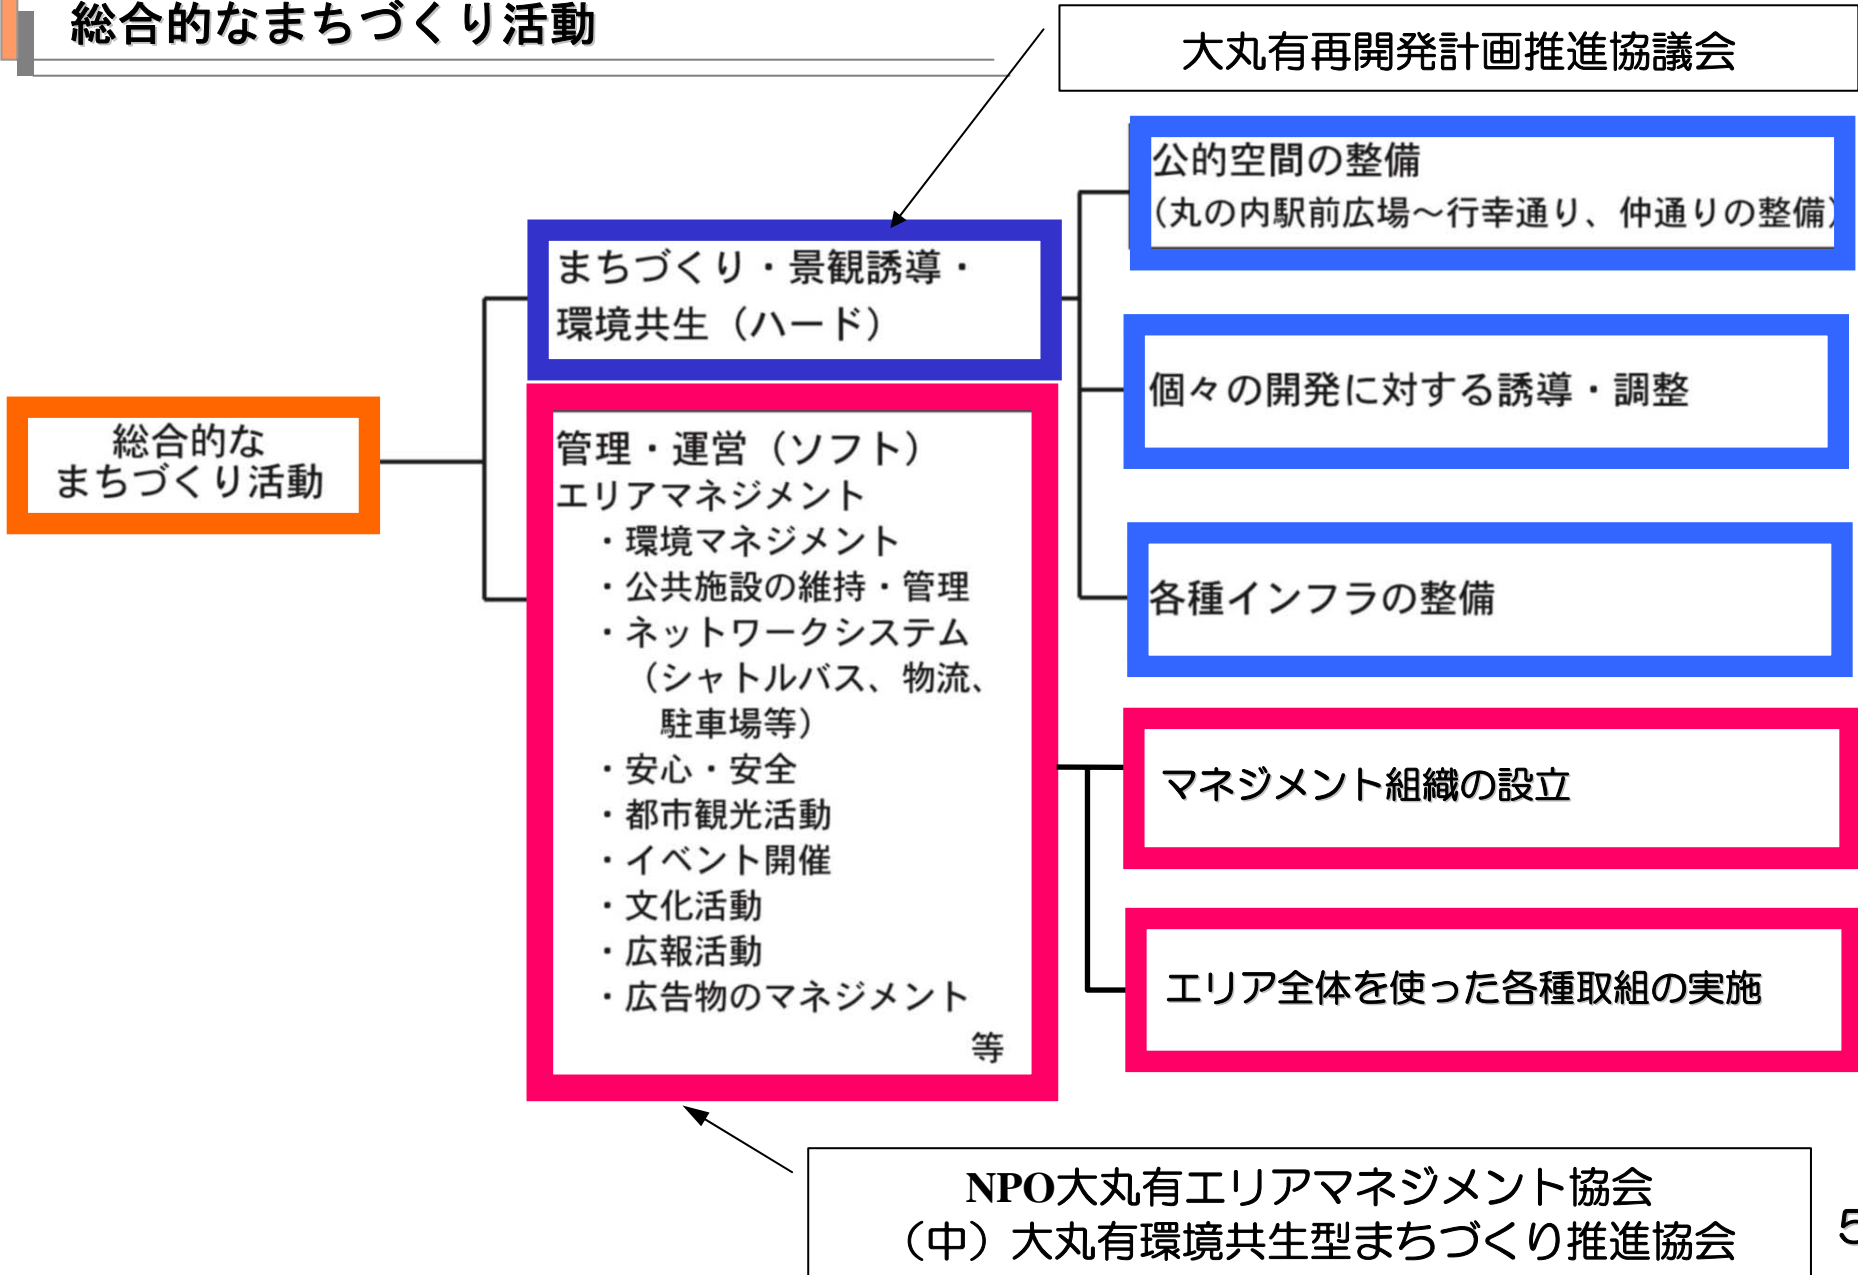 総合的なまちづくり活動
大丸有再開発計画推進協議会
公的空間の整備
（丸の内駅前広場～行幸通り、仲通りの整備）
まちづくり・景観誘導・
環境共生（ハード）
個々の開発に対する誘導・調整
総合的な
まちづくり活動
管理・運営（ソフト）
エリアマネジメント
・環境マネジメント
・公共施設の維持・管理
・ネットワークシステム
（シャトルバス、物流、
駐車場等）
・安心・安全
・都市観光活動
・イベント開催
・文化活動
・広報活動
・広告物のマネジメント
等
各種インフラの整備
マネジメント組織の設立
エリア全体を使った各種取組の実施
NPO大丸有エリアマネジメント協会
（中）大丸有環境共生型まちづくり推進協会
5